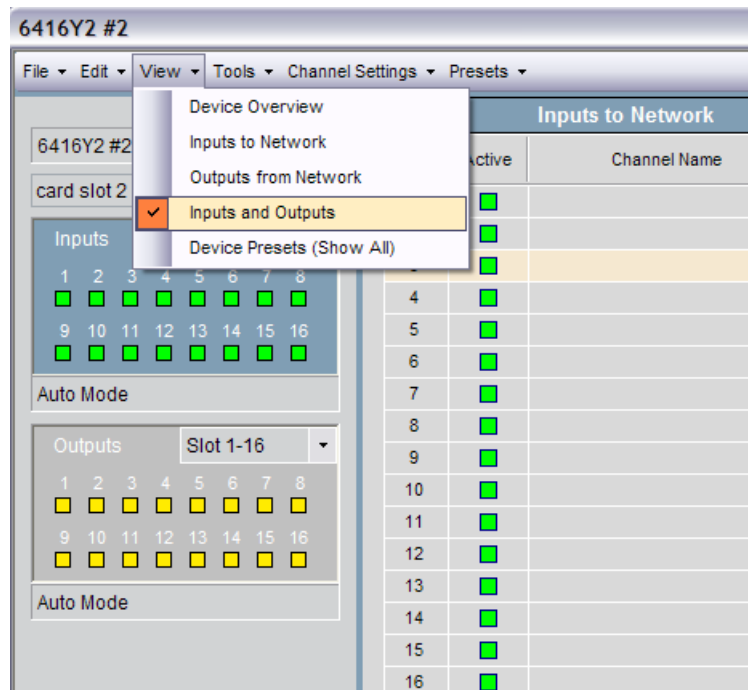 6416Y2 #2
File Edit View Tools Channel Settings Presets
Device Overview
Inputs to Network
Outputs from Network
Inputs and Outputs
Device Presets (Show All)
6416Y2 #2
card slot 2
Inputs
1 2 3 4 5 6 7 8
9 10 11 12 13 14 15 16
Auto Mode
Outputs Slot 1-16
1 2 3 4 5 6 7 8
9 10 11 12 13 14 15 16
Auto Mode
Inputs to Network
Channel Name
4
5
6
7
8
9
10
11
12
13
14
15
16